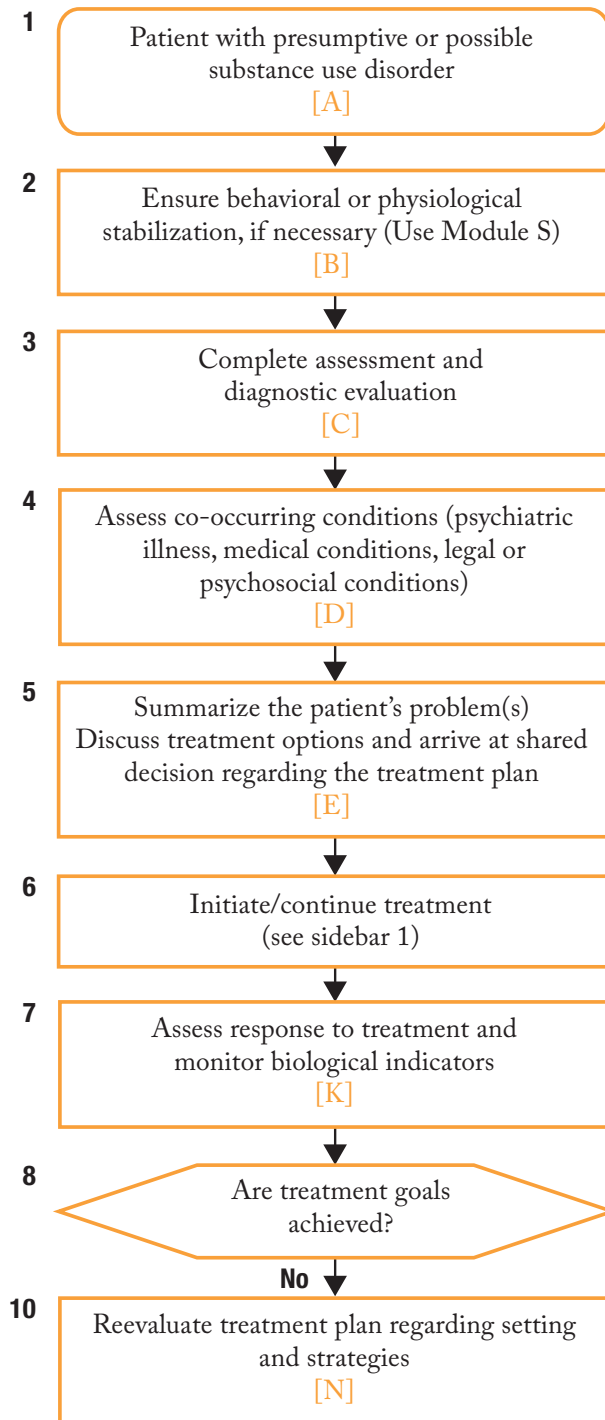 1
Patient with presumptive or possible
substance use disorder
[A]
2
Ensure behavioral or physiological
stabilization, if necessary (Use Module S)
[B]
3
Complete assessment and
diagnostic evaluation
[C]
4
Assess co-occurring conditions (psychiatric
illness, medical conditions, legal or
psychosocial conditions)
[D]
5
Summarize the patient's problem(s)
Discuss treatment options and arrive at shared
decision regarding the treatment plan
[E]
6
Initiate/continue treatment
(see sidebar 1)
7
Assess response to treatment and
monitor biological indicators
[K]
8
Are treatment goals
achieved?
No
10
Reevaluate treatment plan regarding setting
and strategies
[N]